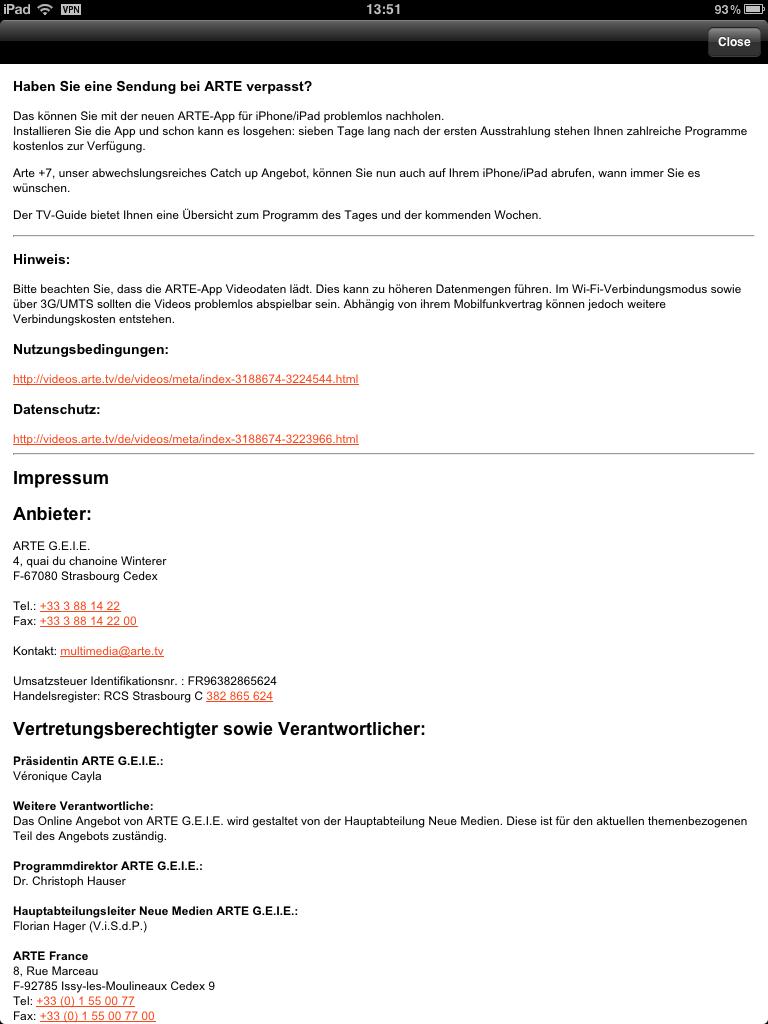 iPad VPN 13:51 93%
Close
Haben Sie eine Sendung bei ARTE verpasst?
Das können Sie mit der neuen ARTE-App für iPhone/iPad problemlos nachholen.
Installieren Sie die App und schon kann es losgehen: sieben Tage lang nach der ersten Ausstrahlung stehen Ihnen zahlreiche Programme
kostenlos zur Verfügung.
Arte +7, unser abwechslungsreiches Catch up Angebot, können Sie nun auch auf Ihrem iPhone/iPad abrufen, wann immer Sie es
wünschen.
Der TV-Guide bietet Ihnen eine Übersicht zum Programm des Tages und der kommenden Wochen.
Hinweis:
Bitte beachten Sie, dass die ARTE-App Videodaten lädt. Dies kann zu höheren Datenmengen führen. Im Wi-Fi-Verbindungsmodus sowie
über 3G/UMTS sollten die Videos problemlos abspielbar sein. Abhängig von ihrem Mobilfunkvertrag können jedoch weitere
Verbindungskosten entstehen.
Nutzungsbedingungen:
http://videos.arte.tv/de/videos/meta/index-3188674-3224544.html
Datenschutz:
http://videos.arte.tv/de/videos/meta/index-3188674-3223966.html
Impressum
Anbieter:
ARTE G.E.I.E.
4, quai du chanoine Winterer
F-67080 Strasbourg Cedex
Tel.: +33 3 88 14 22
Fax: +33 3 88 14 22 00
Kontakt: multimedia@arte.tv
Umsatzsteuer Identifikationsnr. : FR96382865624
Handelsregister: RCS Strasbourg C 382 865 624
Vertretungsberechtigter sowie Verantwortlicher:
Präsidentin ARTE G.E.I.E.:
Véronique Cayla
Weitere Verantwortliche:
Das Online Angebot von ARTE G.E.I.E. wird gestaltet von der Hauptabteilung Neue Medien. Diese ist für den aktuellen themenbezogenen
Teil des Angebots zuständig.
Programmdirektor ARTE G.E.I.E.:
Dr. Christoph Hauser
Hauptabteilungsleiter Neue Medien ARTE G.E.I.E.:
Florian Hager (V.i.S.d.P.)
ARTE France
8, Rue Marceau
F-92785 Issy-les-Moulineaux Cedex 9
Tel: +33 (0) 1 55 00 77
Fax: +33 (0) 1 55 00 77 00